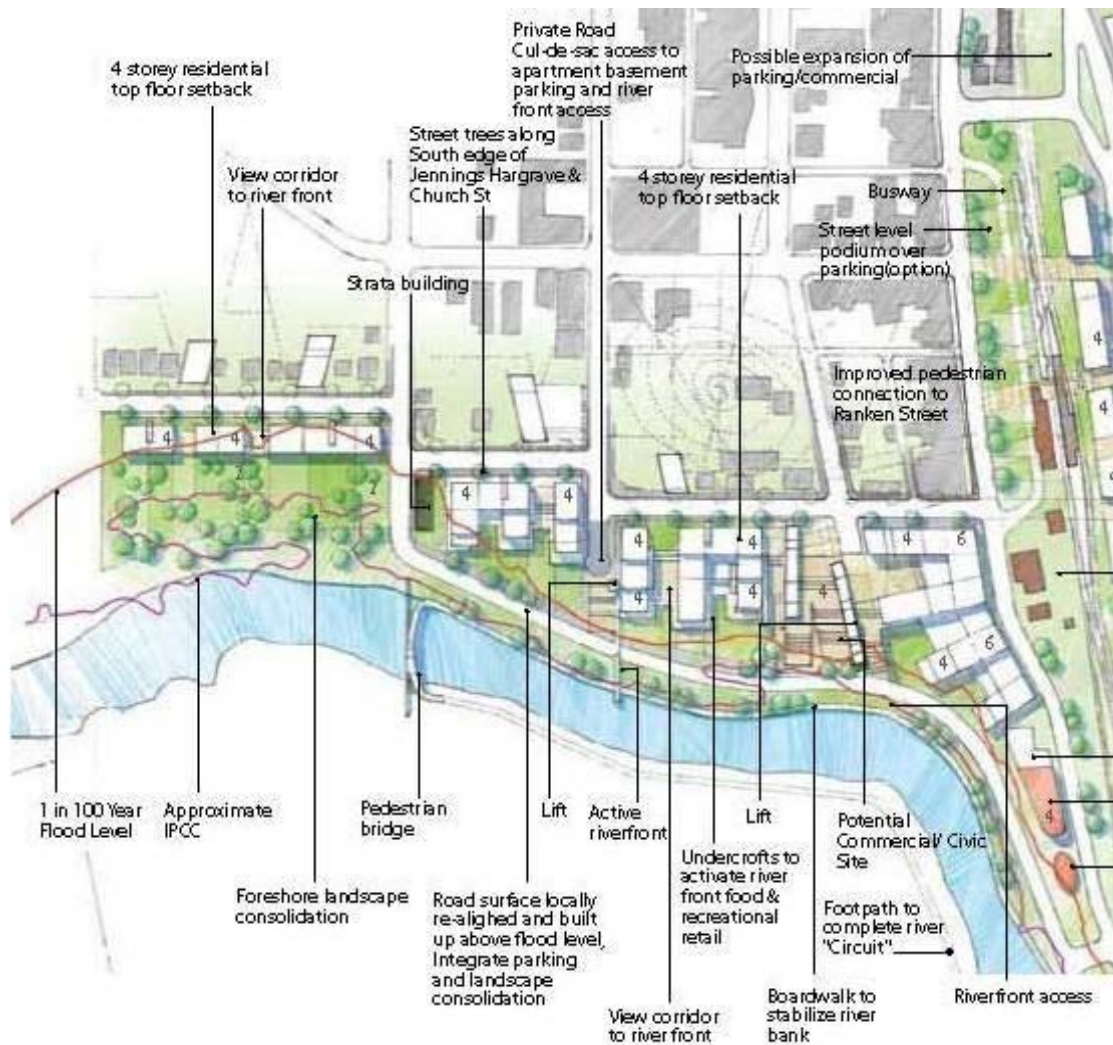 Private Road
Cul-de-sac access to
apartment basement
parking and river
front access
Possible expansion of
parking/commercial
4 storey residential
top floor setback
Street trees along
South edge of
Jennings Hargrave &
Church St
View corridor
to river front
4 storey residential
top floor setback
Busway
Street level
podium over
parking(option)
Strata building
Improved pedestrian
connection to
Ranken Street
4
4
4
4
4
4
4
4
4
4
6
4
4
6
4
4
4
4
1 in 100 Year
Flood Level
Approximate
IPCC
Pedestrian
bridge
Lift
Active
riverfront
Lift
Potential
Commercial/ Civic
Site
Foreshore landscape
consolidation
Road surface locally
re-alighed and built
up above flood level,
Integrate parking
and landscape
consolidation
Undercrofts to
activate river
front food &
recreational
retail
Footpath to
complete river
"Circuit"
View corridor
to river front
Boardwalk to
stabilize river
bank
Riverfront access